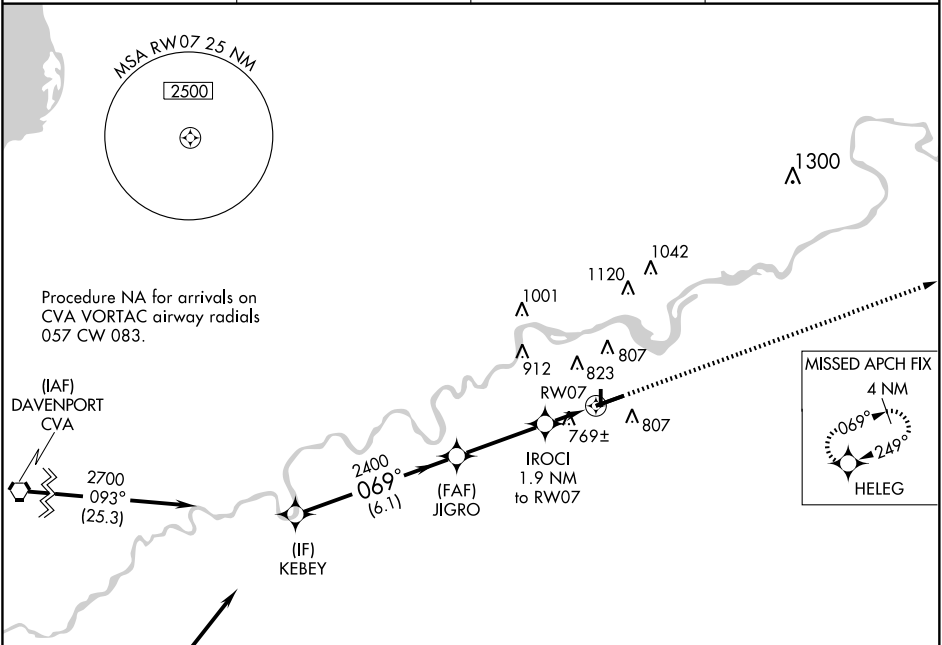 MSA RW07 25 NM
2500
1300
1042
1120
1001
Procedure NA for arrivals on
CVA VORTAC airway radials
057 CW 083.
912
807
823
MISSED APCH FIX
4 NM
069°
249°
HELEG
(IAF)
DAVENPORT
CVA
RW07
769±
807
2700
093°
(25.3)
2400
069°
(6.1)
(FAF)
JIGRO
IROCI
1.9 NM
to RW07
(IF)
KEBEY